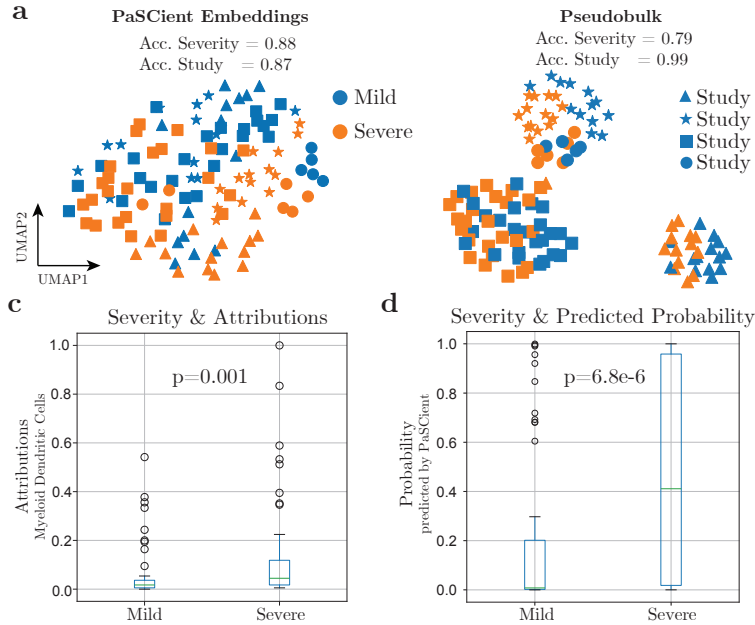 a
PaSCient Embeddings
Acc. Severity = 0.88
Acc. Study = 0.87
Mild
Severe
UMAP2
UMAP1
Pseudobulk
Acc. Severity = 0.79
Acc. Study = 0.99
Study
Study
Study
Study
c
Severity & Attributions
p=0.001
1.0
0.8
0.6
0.4
0.2
0.0
Attributions
Myeloid Dendritic Cells
Mild
Severe
d
Severity & Predicted Probability
p=6.8e-6
1.0
0.8
0.6
0.4
0.2
0.0
Probability
predicted by PaSCient
Mild
Severe